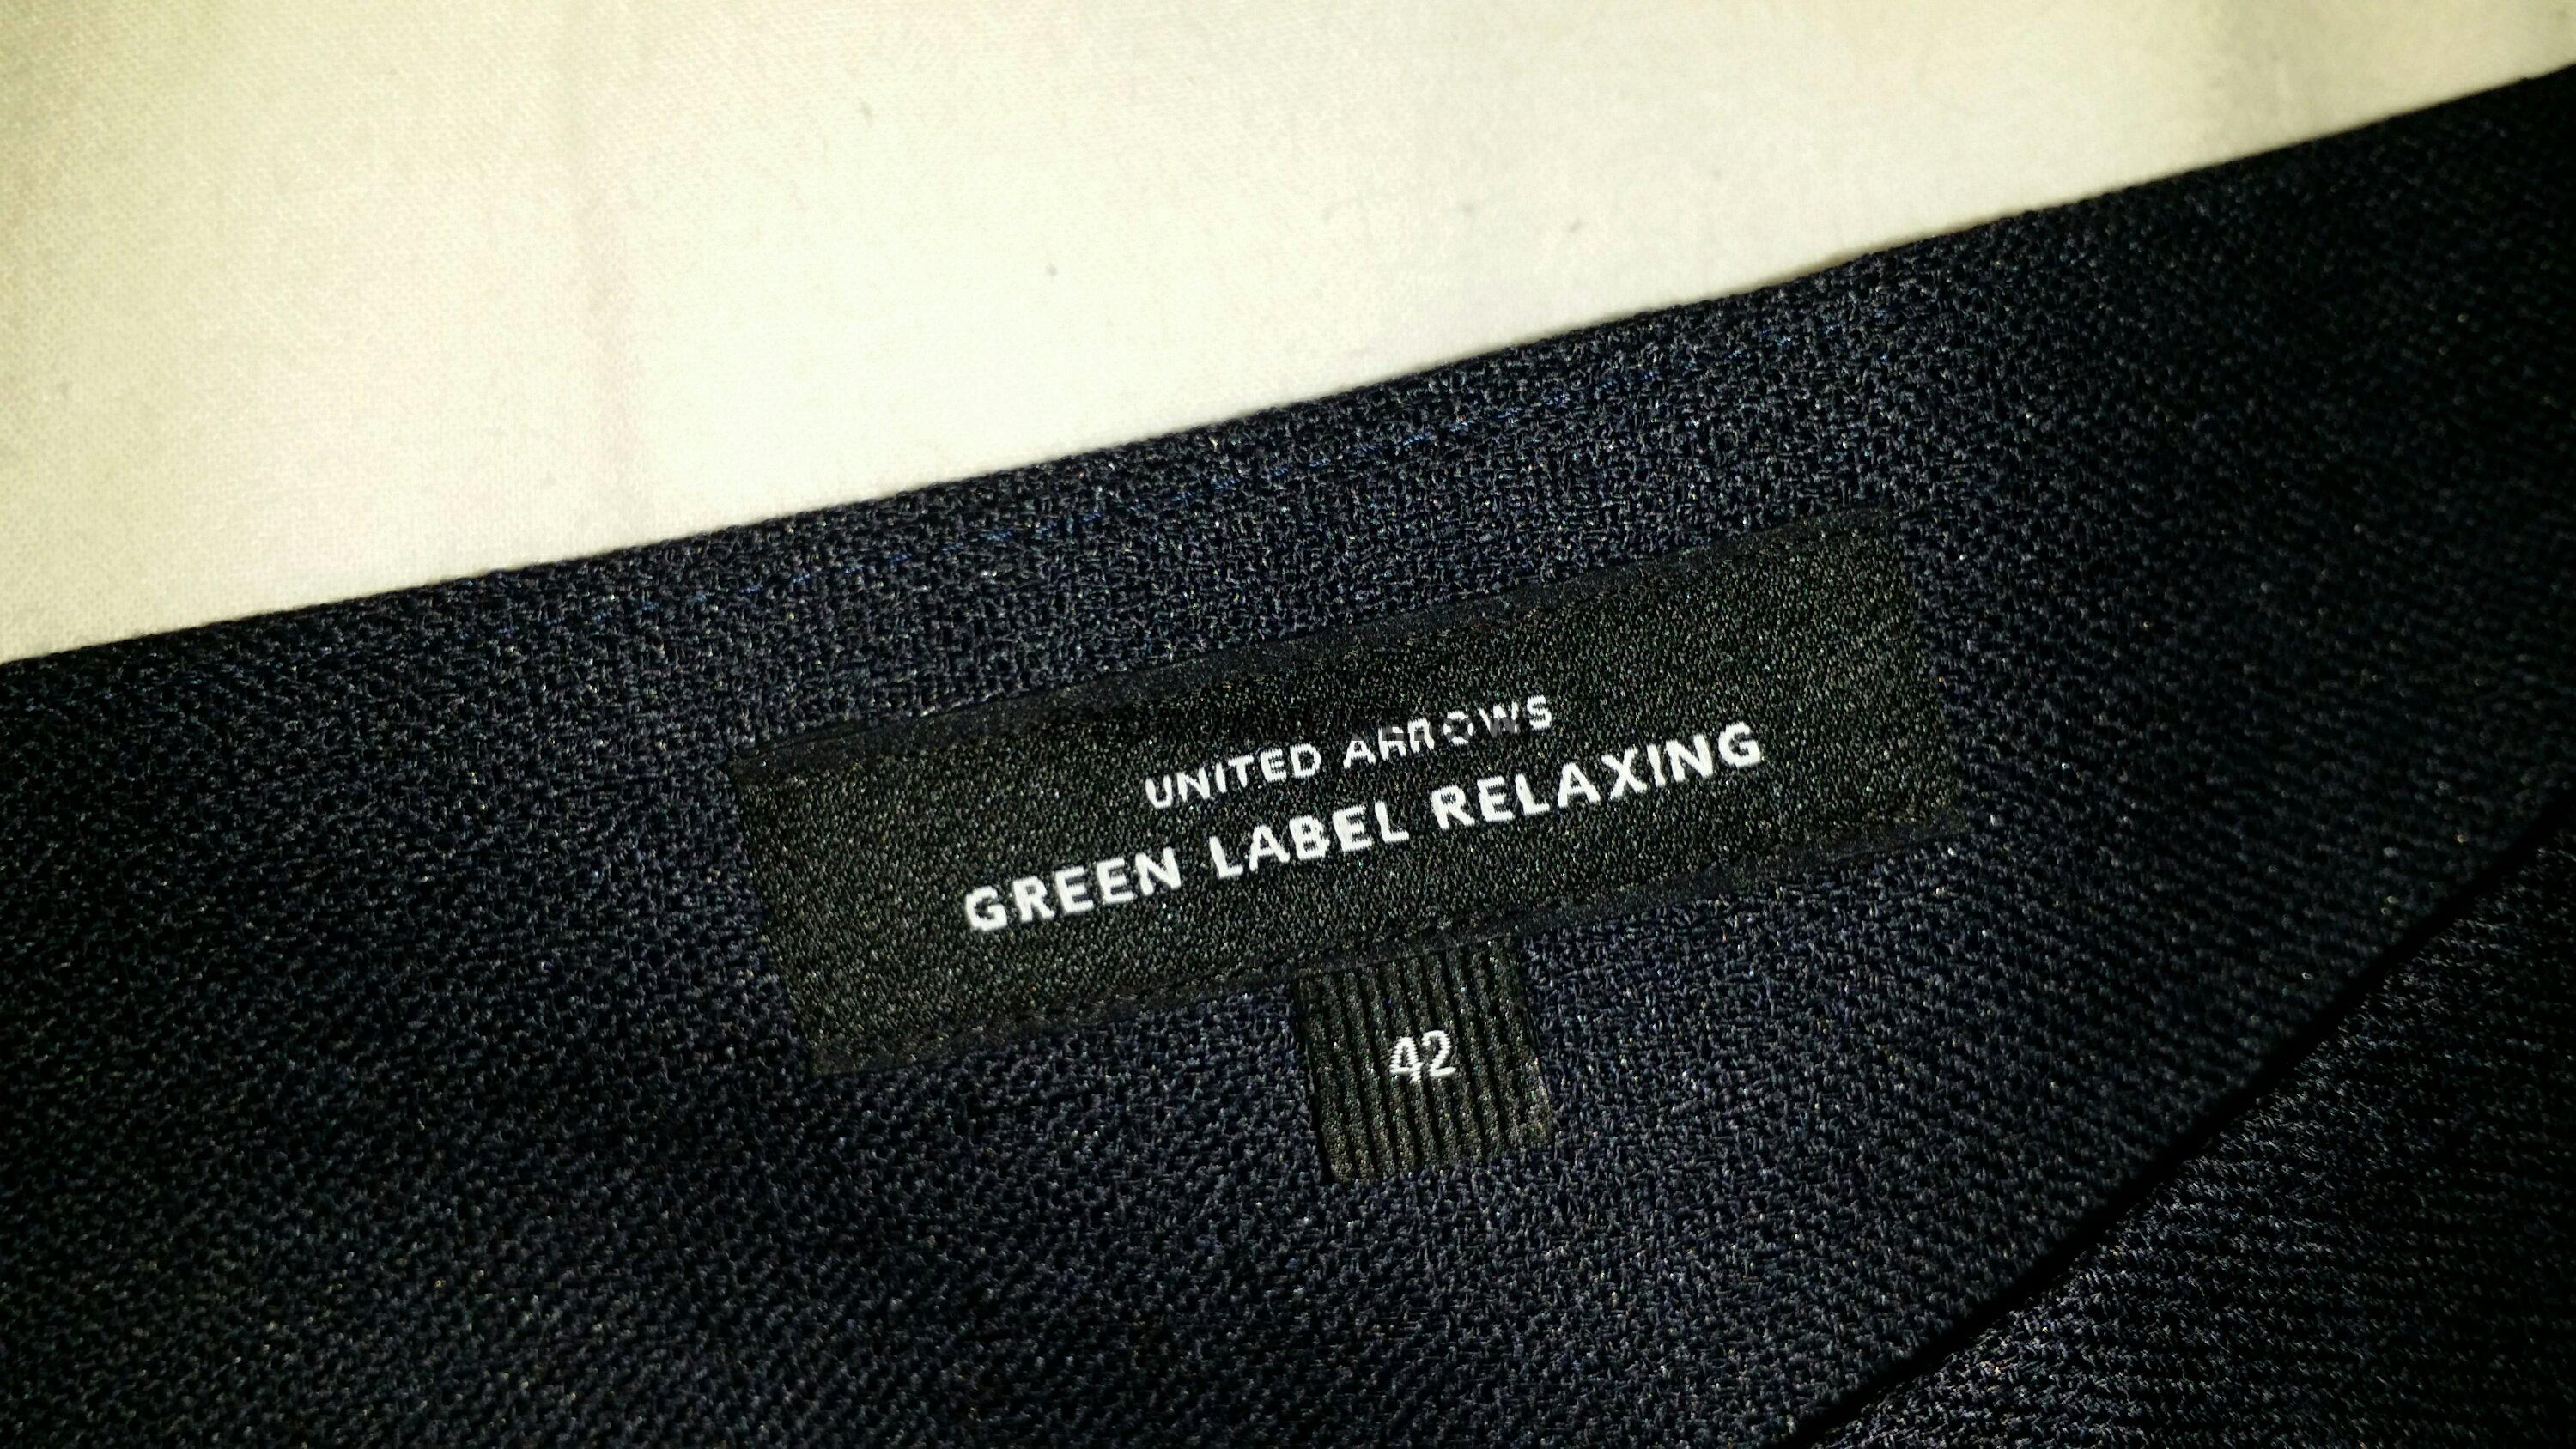 UNITED ARROWS
GREEN LABEL RELAXING
42